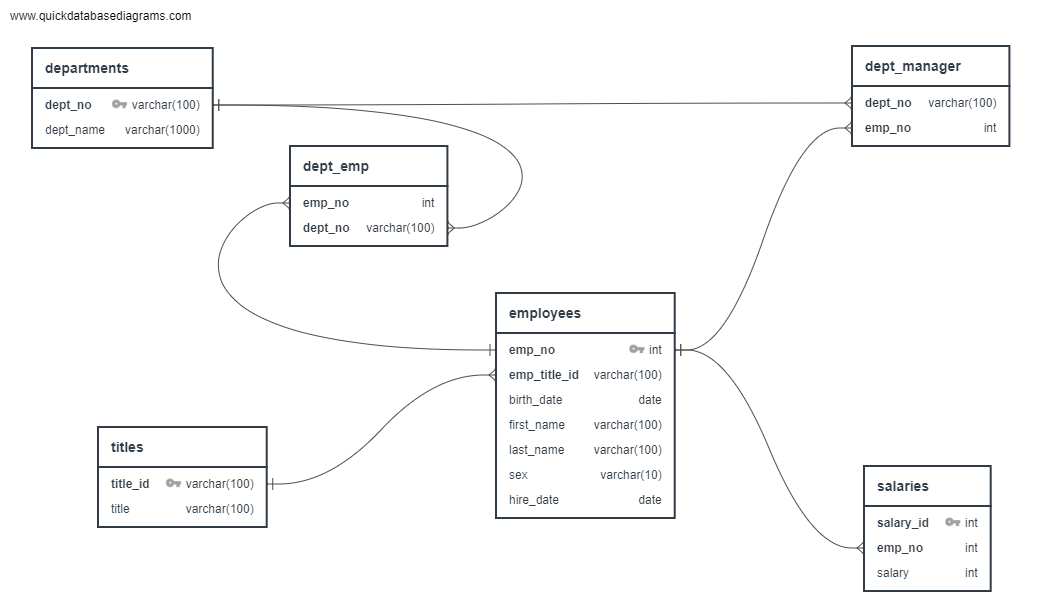 www.quickdatabasediagrams.com
departments
dept_no varchar(100)
dept_name varchar(1000)
dept_manager
dept_no varchar(100)
emp_no int
dept_emp
emp_no int
dept_no varchar(100)
employees
emp_no int
emp_title_id varchar(100)
birth_date date
first_name varchar(100)
last_name varchar(100)
sex varchar(10)
hire_date date
titles
title_id varchar(100)
title varchar(100)
salaries
salary_id int
emp_no int
salary int